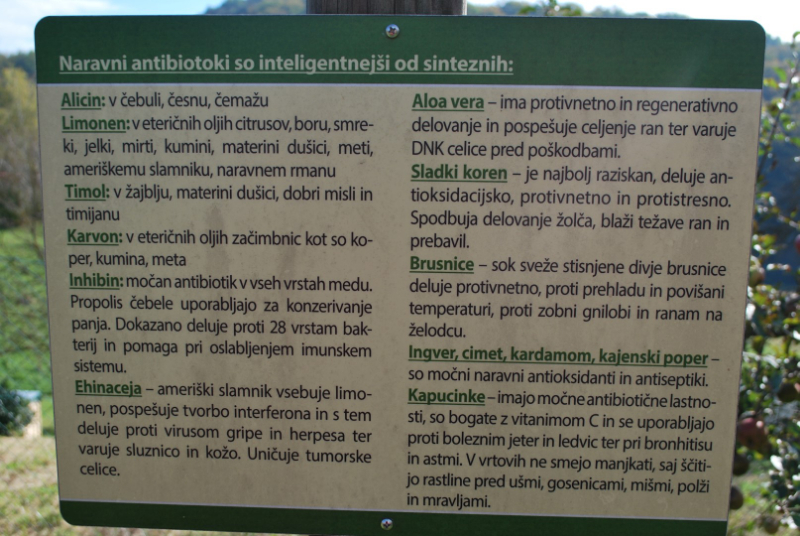 Naravni antibiotoki so inteligentnejši od sinteznih:
Alicin: v čebuli, česnu, čemažu
Limonen: v eteričnih oljih citrusov, boru, smre-
ki, jelki, mirti, kumini, materini dušici, meti,
ameriškemu slamniku, naravnem rmanu
Timol: v žajblju, materini dušici, dobri misli in
timijanu
Karvon: v eteričnih oljih začimbnic kot so ko-
per, kumina, meta
Inhibin: močan antibiotik v vseh vrstah medu.
Propolis čebele uporabljajo za konzerivanje
panja. Dokazano deluje proti 28 vrstam bak-
terij in pomaga pri oslabljenjem imunskem
sistemu.
Ehinaceja – ameriški slamnik vsebuje limo-
nen, pospešuje tvorbo interferona in s tem
deluje proti virusom gripe in herpesa ter
varuje sluznico in kožo. Uničuje tumorske
celice.
Aloa vera – ima protivnetno in regenerativno
delovanje in pospešuje celjenje ran ter varuje
DNK celice pred poškodbami.
Sladki koren – je najbolj raziskan, deluje an-
tioksidacijsko, protivnetno in protistresno.
Spodbuja delovanje žolča, blaži težave ran in
prebavil.
Brusnice – sok sveže stisnjene divje brusnice
deluje protivnetno, proti prehladu in povišani
temperaturi, proti zobni gnilobi in ranam na
želodcu.
Ingver, cimet, kardamom, kajenski poper –
so močni naravni antioksidanti in antiseptiki.
Kapucinke – imajo močne antibiotične lastno-
sti, so bogate z vitanimom C in se uporabljajo
proti boleznim jeter in ledvic ter pri bronhitisu
in astmi. V vrtovih ne smejo manjkati, saj ščiti-
jo rastline pred ušmi, gosenicami, mišmi, polži
in mravljami.